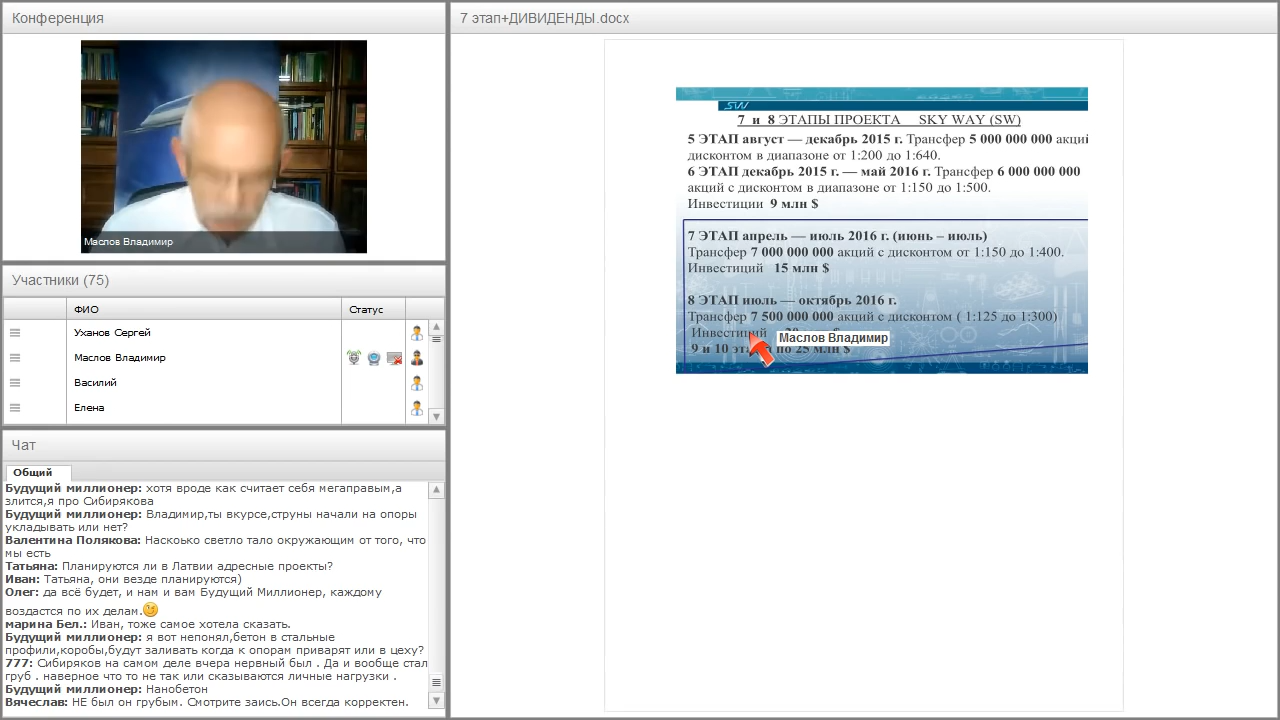 Конференция
Маслов Владимир
Участники (75)
ФИО
Статус
Уханов Сергей
Маслов Владимир
Василий
Елена
Чат
Общий
Будущий миллионер: хотя вроде как считает себя мегаправым,а
злится,я про Сибирякова
Будущий миллионер: Владимир,ты вкурсе,струны начали на опоры
укладывать или нет?
Валентина Полякова: Наскоько светло тало окружающим от того, что
мы есть
Татьяна: Планируются ли в Латвии адресные проекты?
Иван: Татьяна, они везде планируются)
Олег: да всё будет, и нам и вам Будущий Миллионер, каждому
воздастся по их делам.
марина Бел.: Иван, тоже самое хотела сказать.
Будущий миллионер: я вот непонял,бетон в стальные
профили,коробы,будут заливать когда к опорам приварят или в цеху?
777: Сибиряков на самом деле вчера нервный был . Да и вообще стал
груб . наверное что то не так или сказываются личные нагрузки .
Будущий миллионер: Нанобетон
Вячеслав: НЕ был он грубым. Смотрите заись.Он всегда корректен.
7 этап+ДИВИДЕНДЫ.docx
SW
7 и 8 ЭТАПЫ ПРОЕКТА SKY WAY (SW)
5 ЭТАП август — декабрь 2015 г. Трансфер 5 000 000 000 акций
дисконтом в диапазоне от 1:200 до 1:640.
6 ЭТАП декабрь 2015 г. — май 2016 г. Трансфер 6 000 000 000
акций с дисконтом в диапазоне от 1:150 до 1:500.
Инвестиции 9 млн $
7 ЭТАП апрель — июль 2016 г. (июнь – июль)
Трансфер 7 000 000 000 акций с дисконтом от 1:150 до 1:400.
Инвестиций 15 млн $
8 ЭТАП июль — октябрь 2016 г.
Трансфер 7 500 000 000 акций с дисконтом ( 1:125 до 1:300)
Инвестиций
Маслов Владимир
9 и 10 по 25 млн $